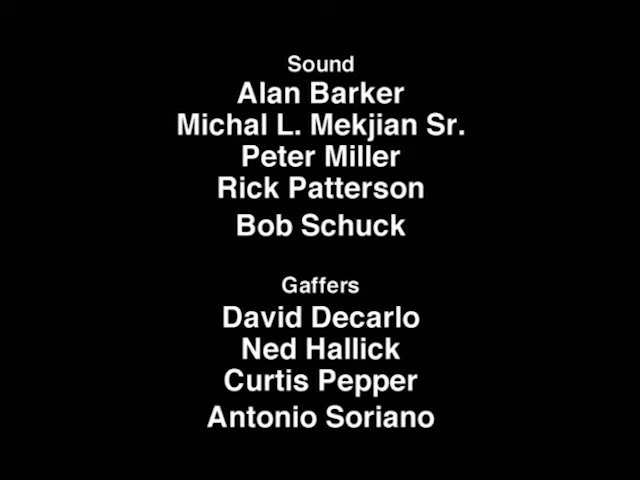 Sound
Alan Barker
Michal L. Mekjian Sr.
Peter Miller
Rick Patterson
Bob Schuck
Gaffers
David Decarlo
Ned Hallick
Curtis Pepper
Antonio Soriano